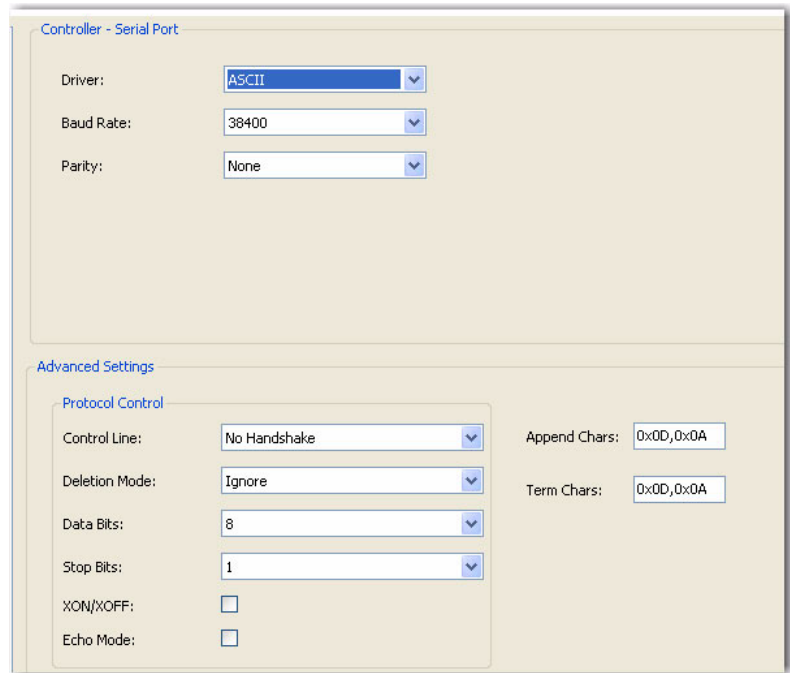 Controller - Serial Port
Driver: ASCII
Baud Rate: 38400
Parity: None
Advanced Settings
Protocol Control
Control Line: No Handshake
Append Chars: 0x0D,0x0A
Deletion Mode: Ignore
Term Chars: 0x0D,0x0A
Data Bits: 8
Stop Bits: 1
XON/XOFF:
Echo Mode: